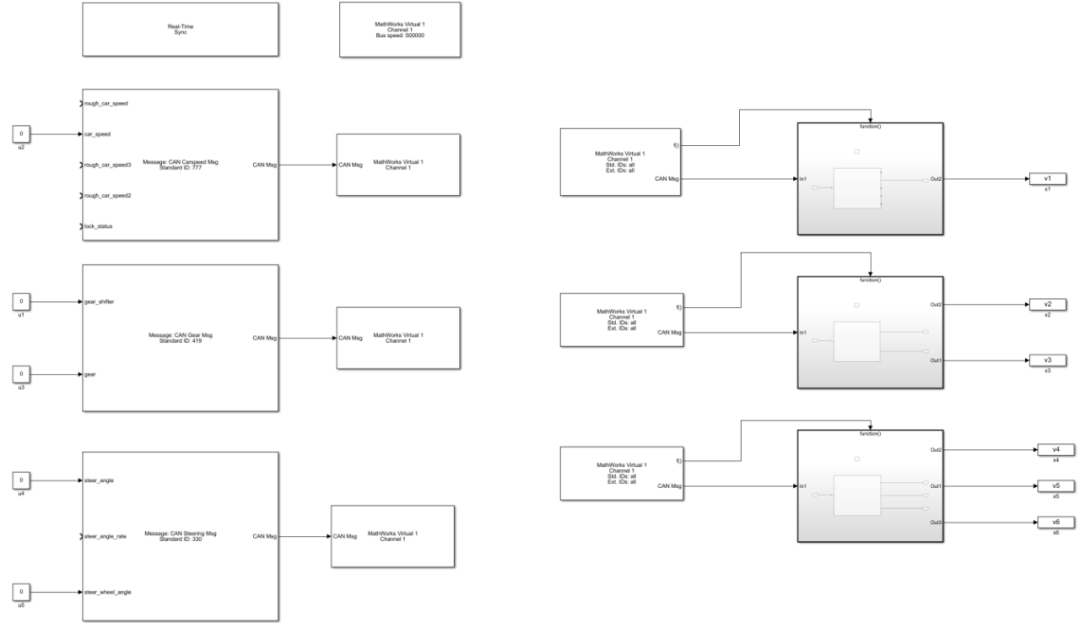 Real-Time
Sync
MathWorks Virtual 1
Channel 1
Bus speed: 500000
rough_car_speed
0
u2
car_speed
rough_car_speed3
Message: CAN Carspeed Msg
Standard ID: 777
CAN Msg
rough_car_speed2
lock_status
CAN Msg
MathWorks Virtual 1
Channel 1
0
u1
gear_shifter
Message: CAN Gear Msg
Standard ID: 419
CAN Msg
0
u3
gear
CAN Msg
MathWorks Virtual 1
Channel 1
0
u4
steer_angle
steer_angle_rate
Message: CAN Steering Msg
Standard ID: 330
CAN Msg
0
u5
steer_wheel_angle
CAN Msg
MathWorks Virtual 1
Channel 1
MathWorks Virtual 1
Channel 1
Std. IDs: all
Ext. IDs: all
f()
CAN Msg
function()
In1
Out2
v1
x1
MathWorks Virtual 1
Channel 1
Std. IDs: all
Ext. IDs: all
f()
CAN Msg
function()
In1
Out2
Out1
v2
x2
v3
x3
MathWorks Virtual 1
Channel 1
Std. IDs: all
Ext. IDs: all
f()
CAN Msg
function()
In1
Out2
Out1
Out3
v4
x4
v5
x5
v6
x6